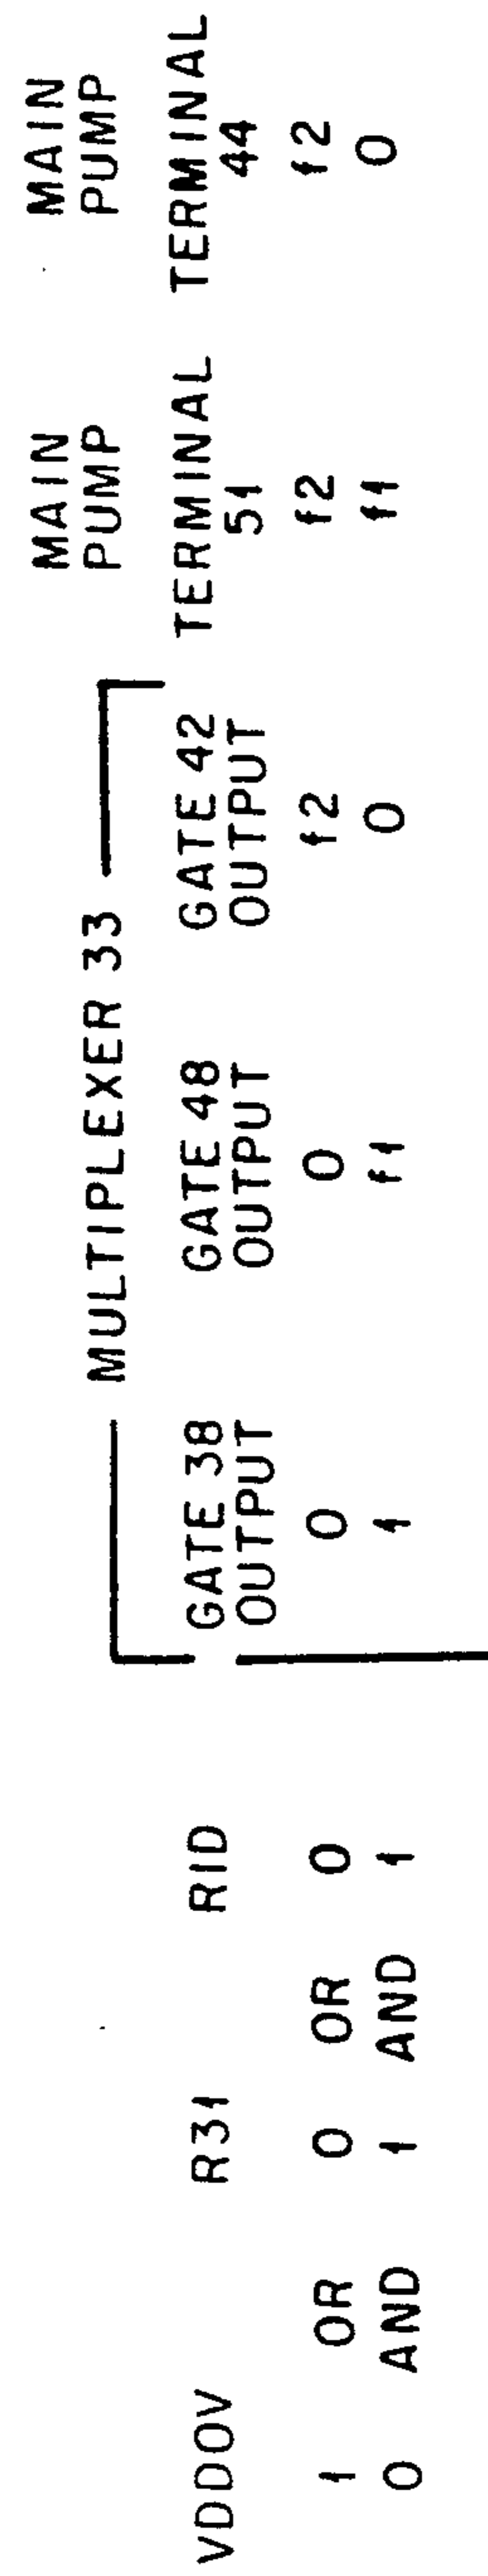 MAIN PUMP MAIN PUMP
MULTIPLEXER 33
VDDOV R31 RID GATE 38 OUTPUT GATE 48 OUTPUT GATE 42 OUTPUT TERMINAL 51 TERMINAL 44
1 OR 0 OR 0 0 0 f2 f2 f2
0 AND 1 AND 1 1 f1 0 f1 0